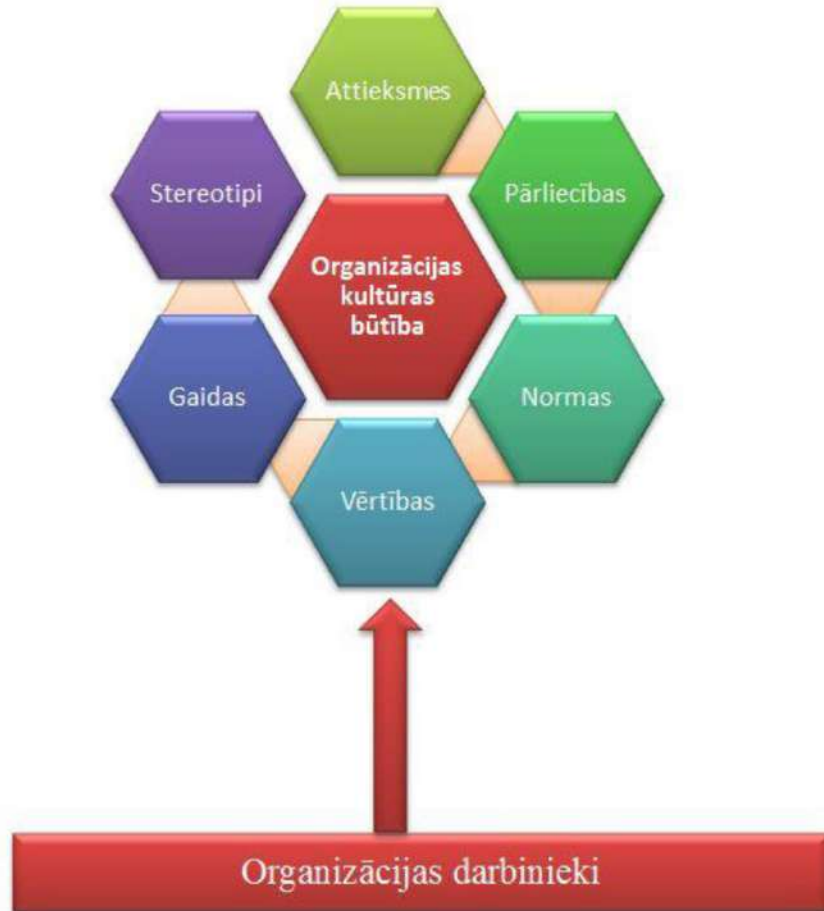 Attieksmes
Stereotipi
Pārliecības
Organizācijas
kultūras
būtība
Gaidas
Normas
Vērtības
Organizācijas darbinieki